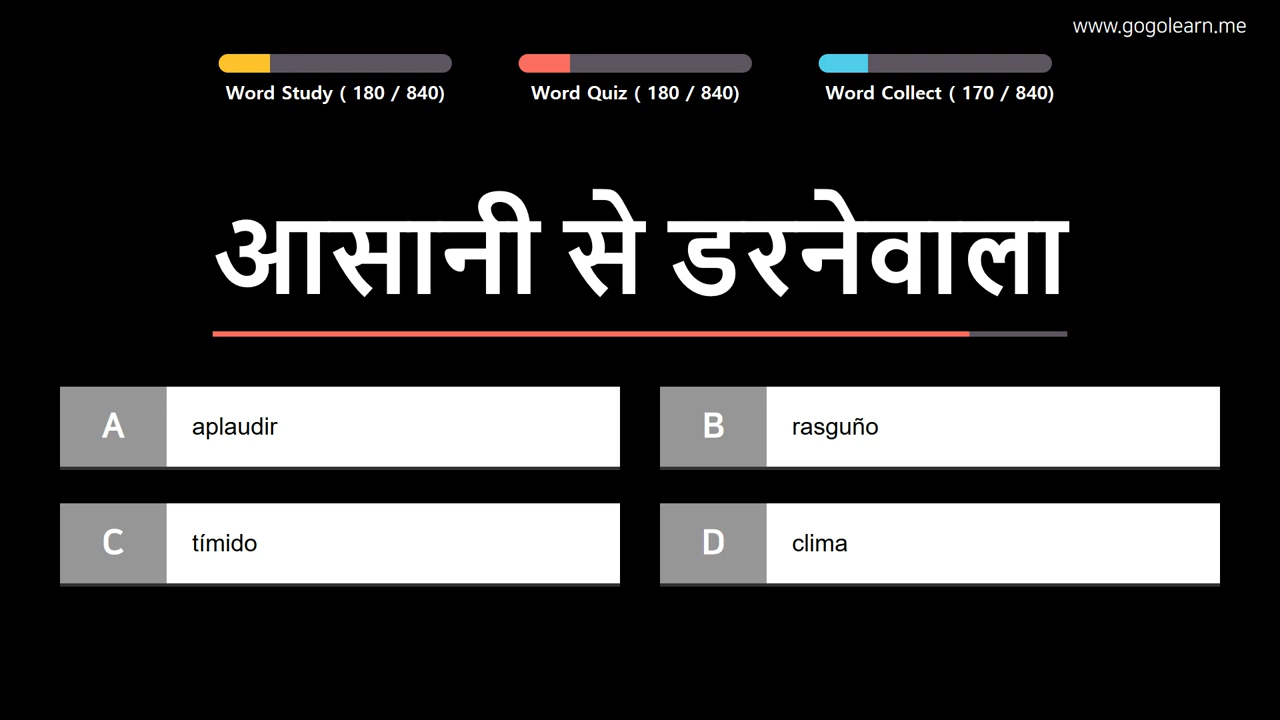 www.gogolearn.me
Word Study ( 180 / 840)
Word Quiz ( 180 / 840)
Word Collect ( 170 / 840)
आसानी से डरनेवाला
A aplaudir
B rasguño
C tímido
D clima